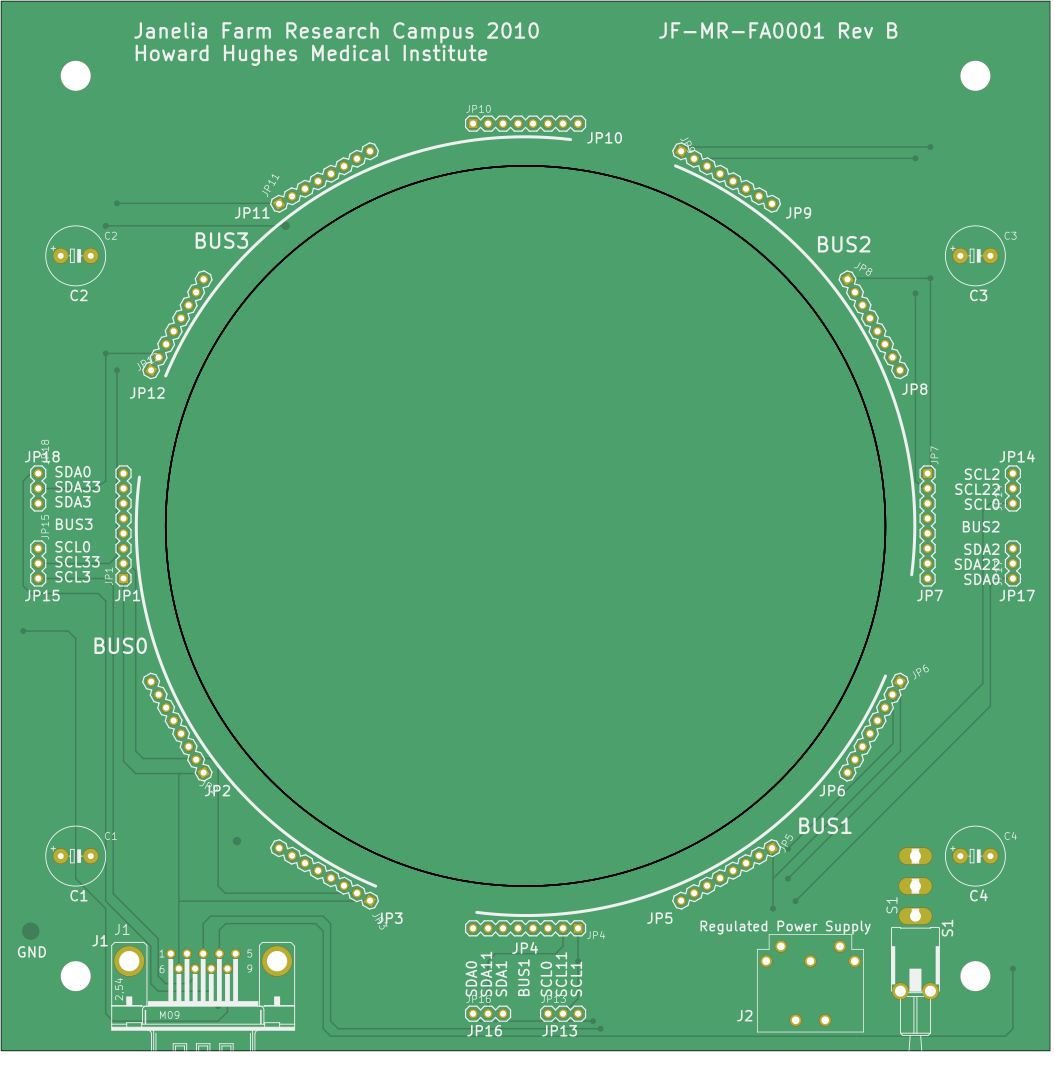 Janelia Farm Research Campus 2010
Howard Hughes Medical Institute
JF-MR-FA0001 Rev B
JP10
JP10
JP9
JP9
JP11
JP11
BUS3
BUS2
C2
+
C2
C3
+
C3
JP8
JP8
JP12
JP18
JP18
SDA0
SDA33
SDA3
BUS3
JP15
SCL0
SCL33
SCL3
JP15
JP1
JP1
JP7
JP7
JP14
SCL2
SCL22
SCL0
BUS2
SDA2
SDA22
SDA0
JP17
BUS0
JP2
JP6
JP6
BUS1
C1
+
C1
C4
+
C4
JP3
JP5
JP5
JP4
JP4
GND
J1
J1
1
5
6
9
2,54
M09
SDA0
SDA11
SDA1
BUS1
SCL0
SCL11
SCL1
JP16
JP13
JP16
JP13
Regulated Power Supply
J2
S1
S1